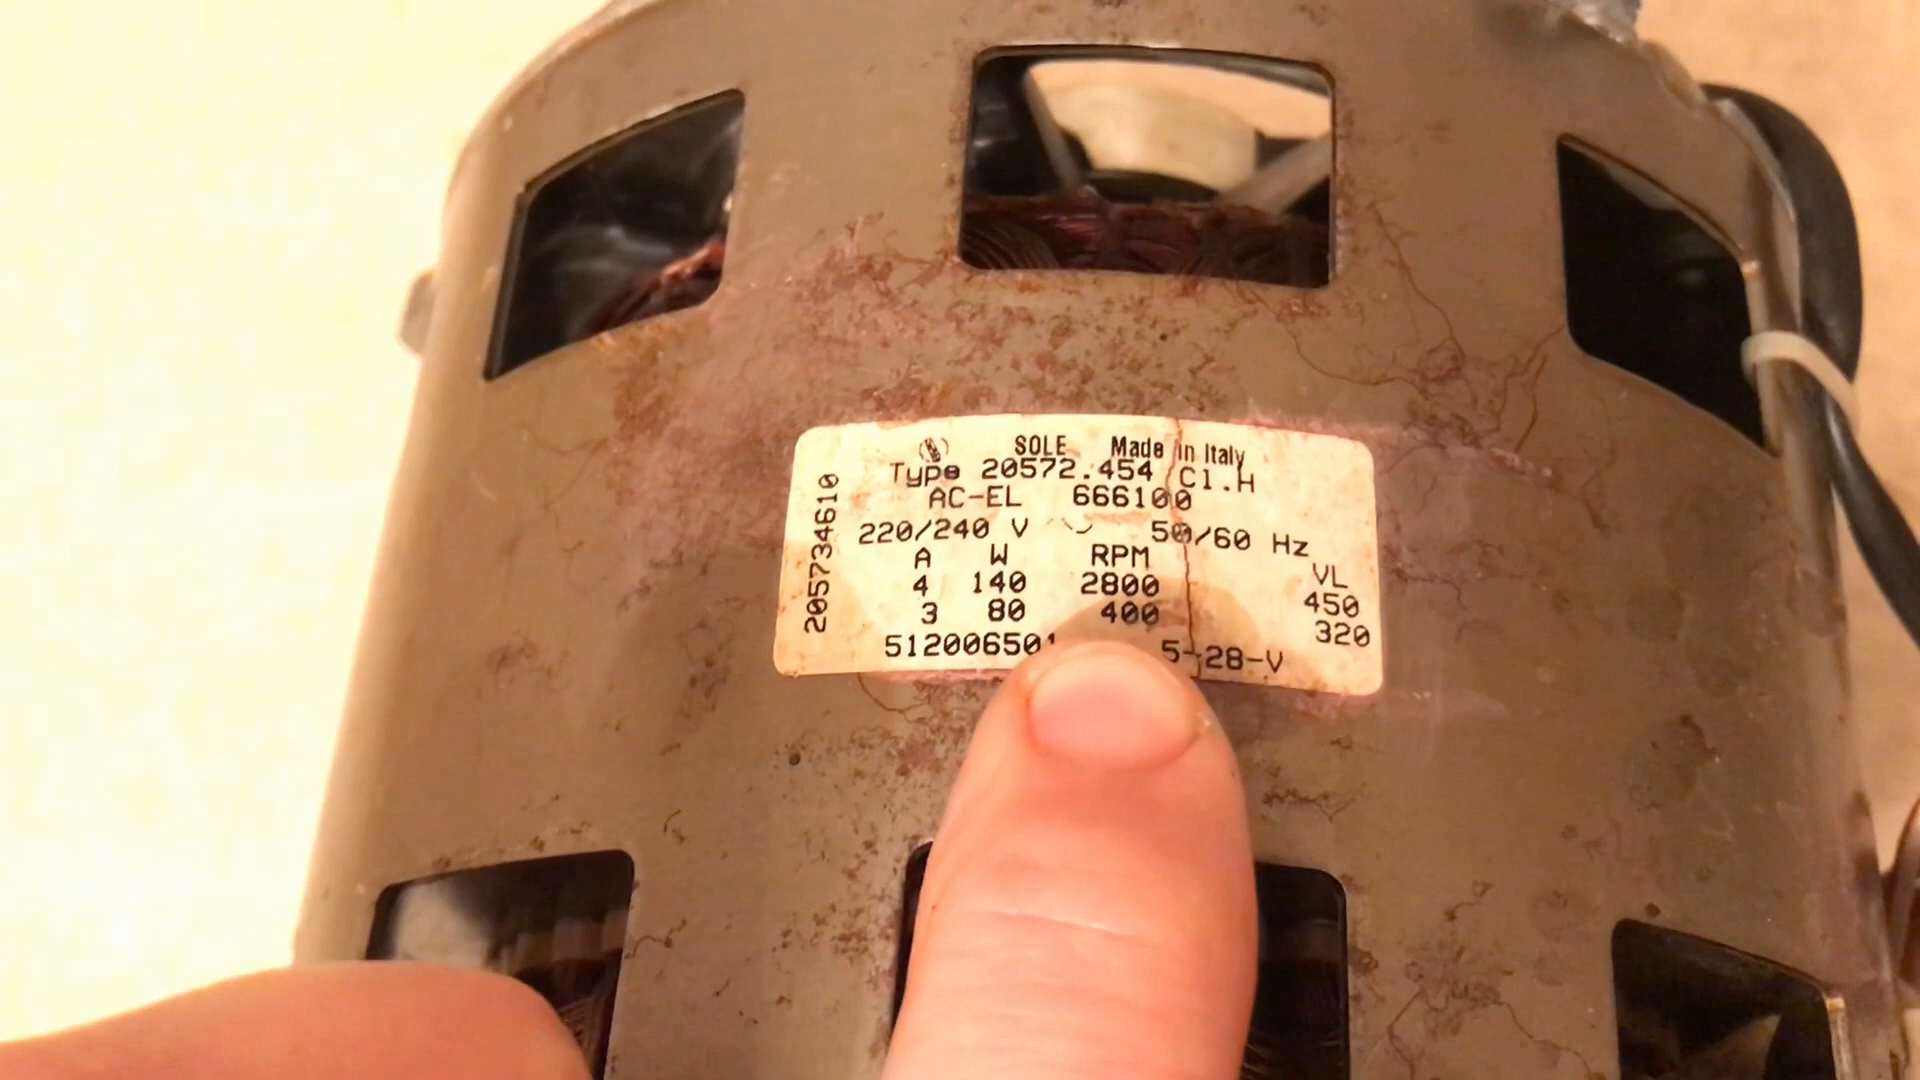 SOLE Made in Italy
Type 20572.454 Cl.H
AC-EL 666100
220/240 V 50/60 Hz
A W RPM VL
4 140 2800 450
3 80 400 320
512006501 5-28-V
205734610